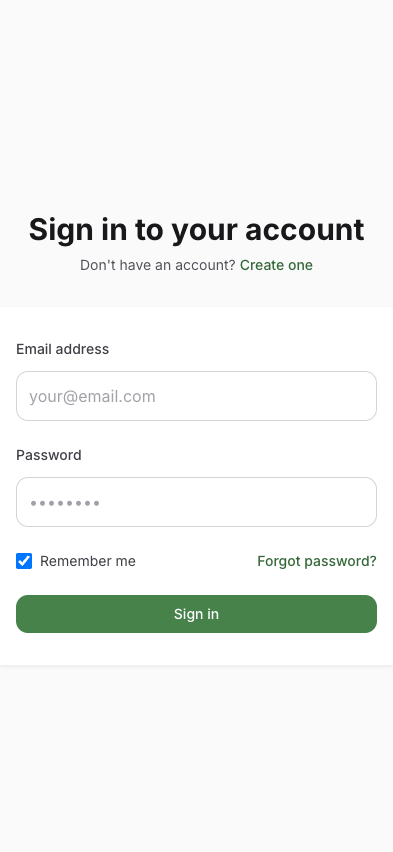 Sign in to your account
Don't have an account? Create one
Email address
your@email.com
Password
••••••••
Remember me Forgot password?
Sign in